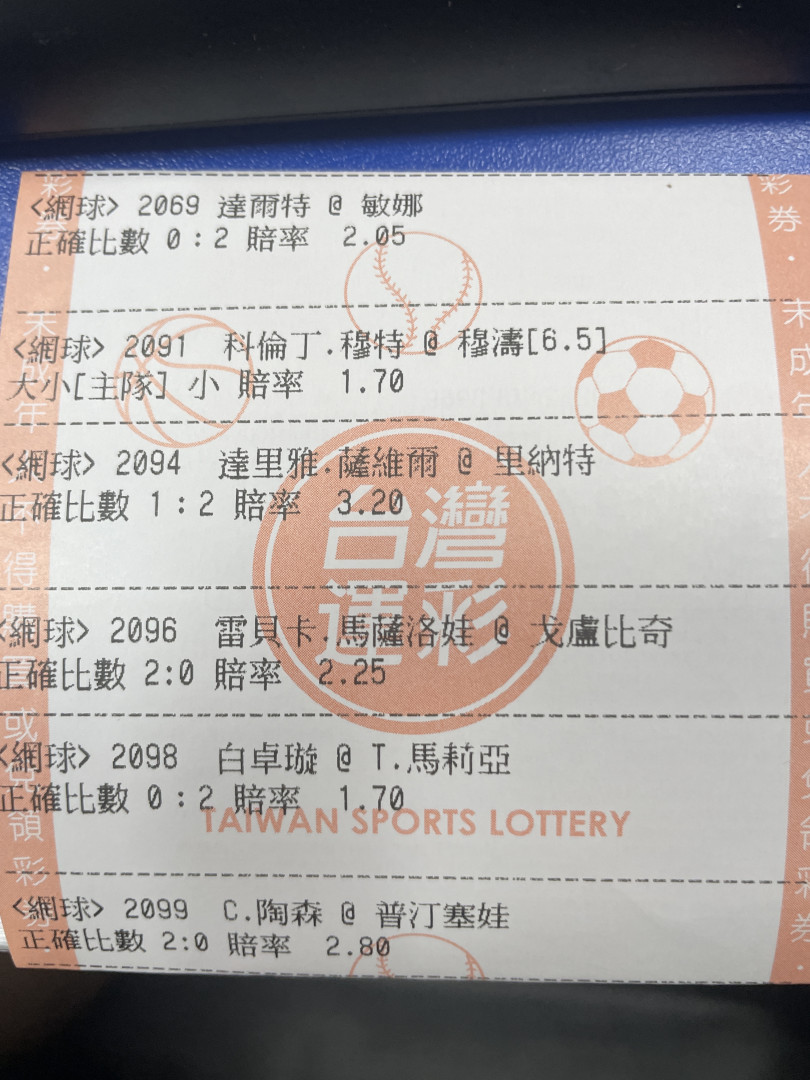 <網球> 2069 達爾特 @ 敏娜
正確比數 0：2 賠率 2.05
<網球> 2091 科倫丁.穆特 @ 穆濤[6.5]
大小[主隊] 小 賠率 1.70
<網球> 2094 達里雅.薩維爾 @ 里納特
正確比數 1：2 賠率 3.20
台灣
運彩
<網球> 2096 雷貝卡.馬薩洛娃 @ 戈盧比奇
正確比數 2:0 賠率 2.25
<網球> 2098 白卓璇 @ T.馬莉亞
正確比數 0：2 賠率 1.70
TAIWAN SPORTS LOTTERY
<網球> 2099 C.陶森 @ 普汀塞娃
正確比數 2:0 賠率 2.80